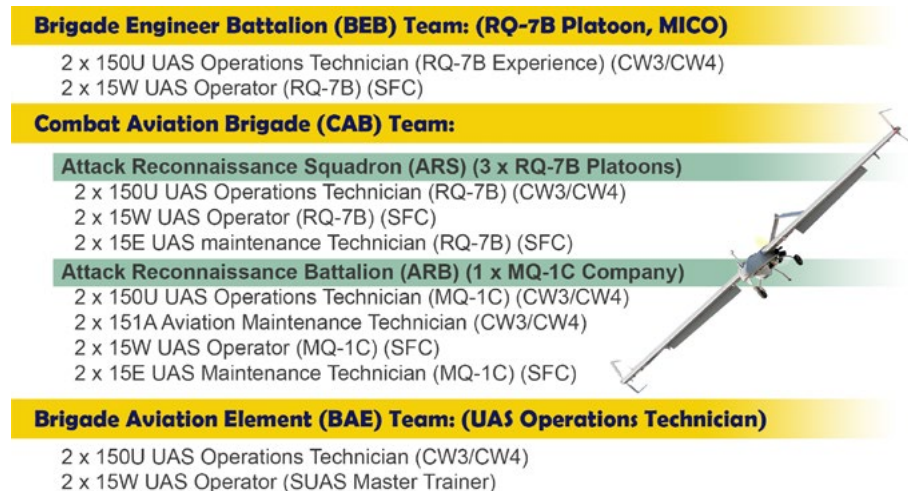 Brigade Engineer Battalion (BEB) Team: (RQ-7B Platoon, MICO)
2 x 150U UAS Operations Technician (RQ-7B Experience) (CW3/CW4)
2 x 15W UAS Operator (RQ-7B) (SFC)
Combat Aviation Brigade (CAB) Team:
Attack Reconnaissance Squadron (ARS) (3 x RQ-7B Platoons)
2 x 150U UAS Operations Technician (RQ-7B) (CW3/CW4)
2 x 15W UAS Operator (RQ-7B) (SFC)
2 x 15E UAS maintenance Technician (RQ-7B) (SFC)
Attack Reconnaissance Battalion (ARB) (1 x MQ-1C Company)
2 x 150U UAS Operations Technician (MQ-1C) (CW3/CW4)
2 x 151A Aviation Maintenance Technician (CW3/CW4)
2 x 15W UAS Operator (MQ-1C) (SFC)
2 x 15E UAS Maintenance Technician (MQ-1C) (SFC)
Brigade Aviation Element (BAE) Team: (UAS Operations Technician)
2 x 150U UAS Operations Technician (CW3/CW4)
2 x 15W UAS Operator (SUAS Master Trainer)